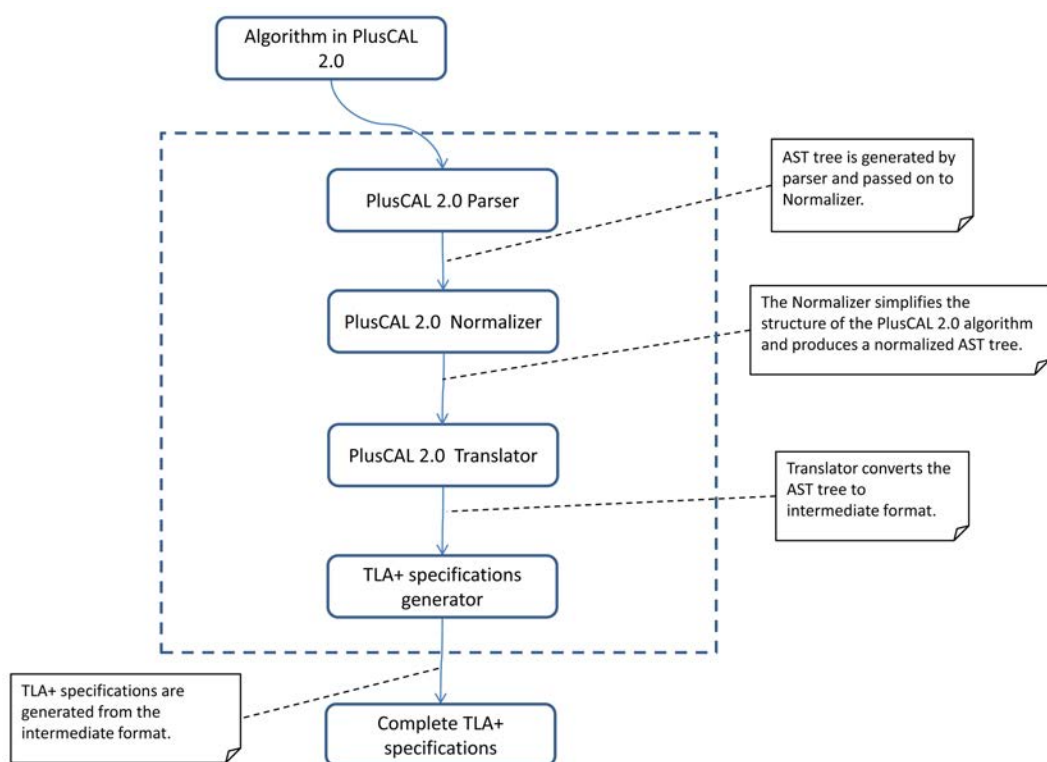 Algorithm in PlusCAL
2.0
PlusCAL 2.0 Parser
AST tree is generated by
parser and passed on to
Normalizer.
PlusCAL 2.0 Normalizer
The Normalizer simplifies the
structure of the PlusCAL 2.0 algorithm
and produces a normalized AST tree.
PlusCAL 2.0 Translator
Translator converts the
AST tree to
intermediate format.
TLA+ specifications
generator
TLA+ specifications are
generated from the
intermediate format.
Complete TLA+
specifications